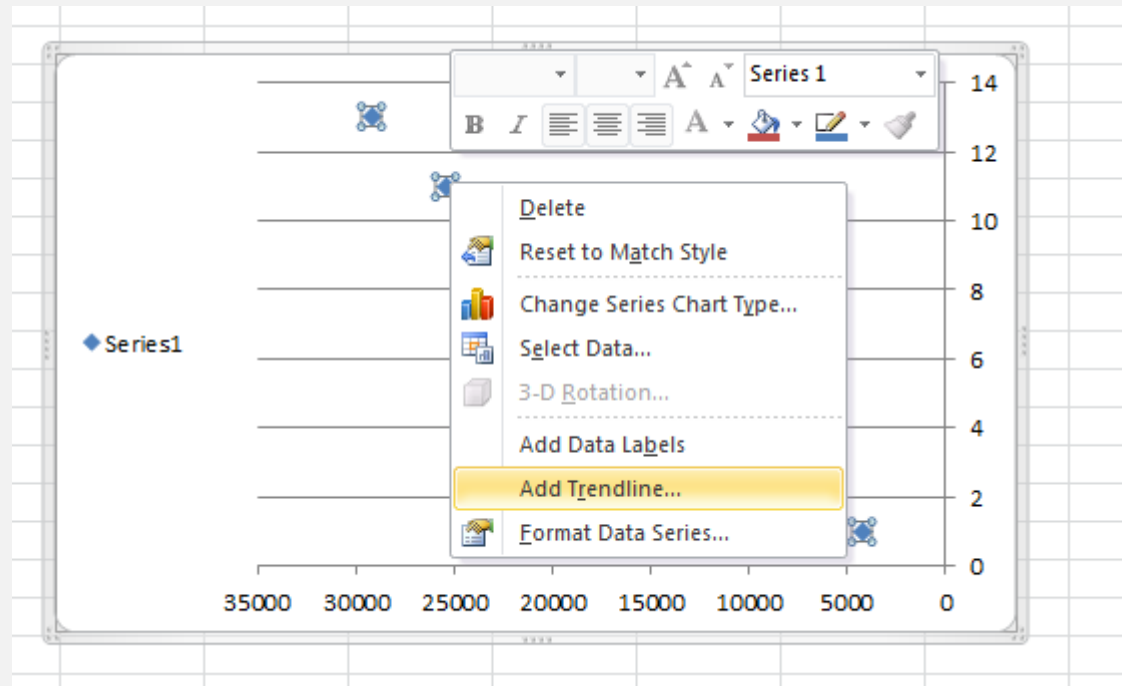 Series 1
A A
B I A
14
12
10
8
6
4
2
0
Series1
Delete
Reset to Match Style
Change Series Chart Type...
Select Data...
3-D Rotation...
Add Data Labels
Add Trendline...
Format Data Series...
35000 30000 25000 20000 15000 10000 5000 0